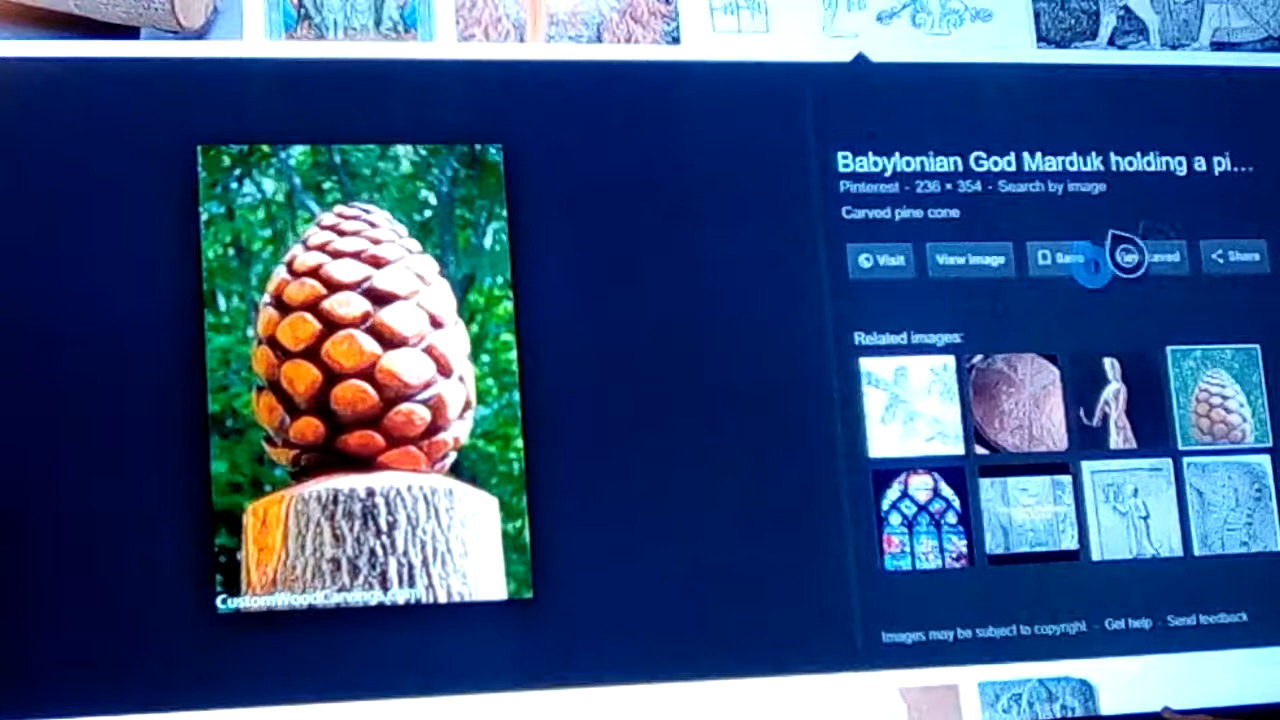 Babylonian God Marduk holding a pi...
Pinterest - 236 × 354 - Search by image
Carved pine cone
Visit
View image
Save
Share
Related images:
CustomWoodCarvings.com
Images may be subject to copyright. - Get help - Send feedback